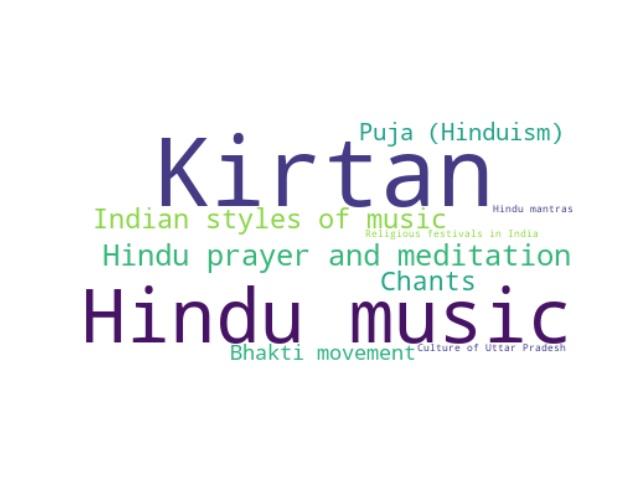 Puja (Hinduism)
Kirtan
Hindu mantras
Indian styles of music
Religious festivals in India
Hindu prayer and meditation
Chants
Hindu music
Bhakti movement
Culture of Uttar Pradesh